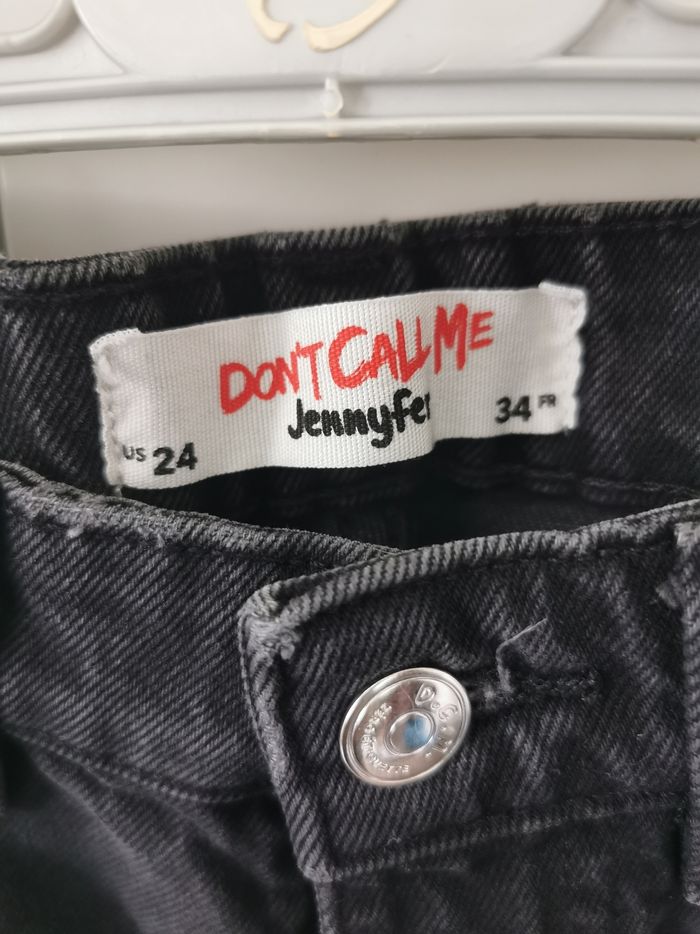 DON'T CALL ME
Jennyfer
US 24
34 FR
D.C.M.